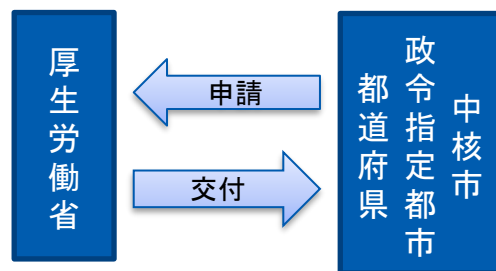 厚生労働省
申請
交付
中核市
政令指定都市
都道府県